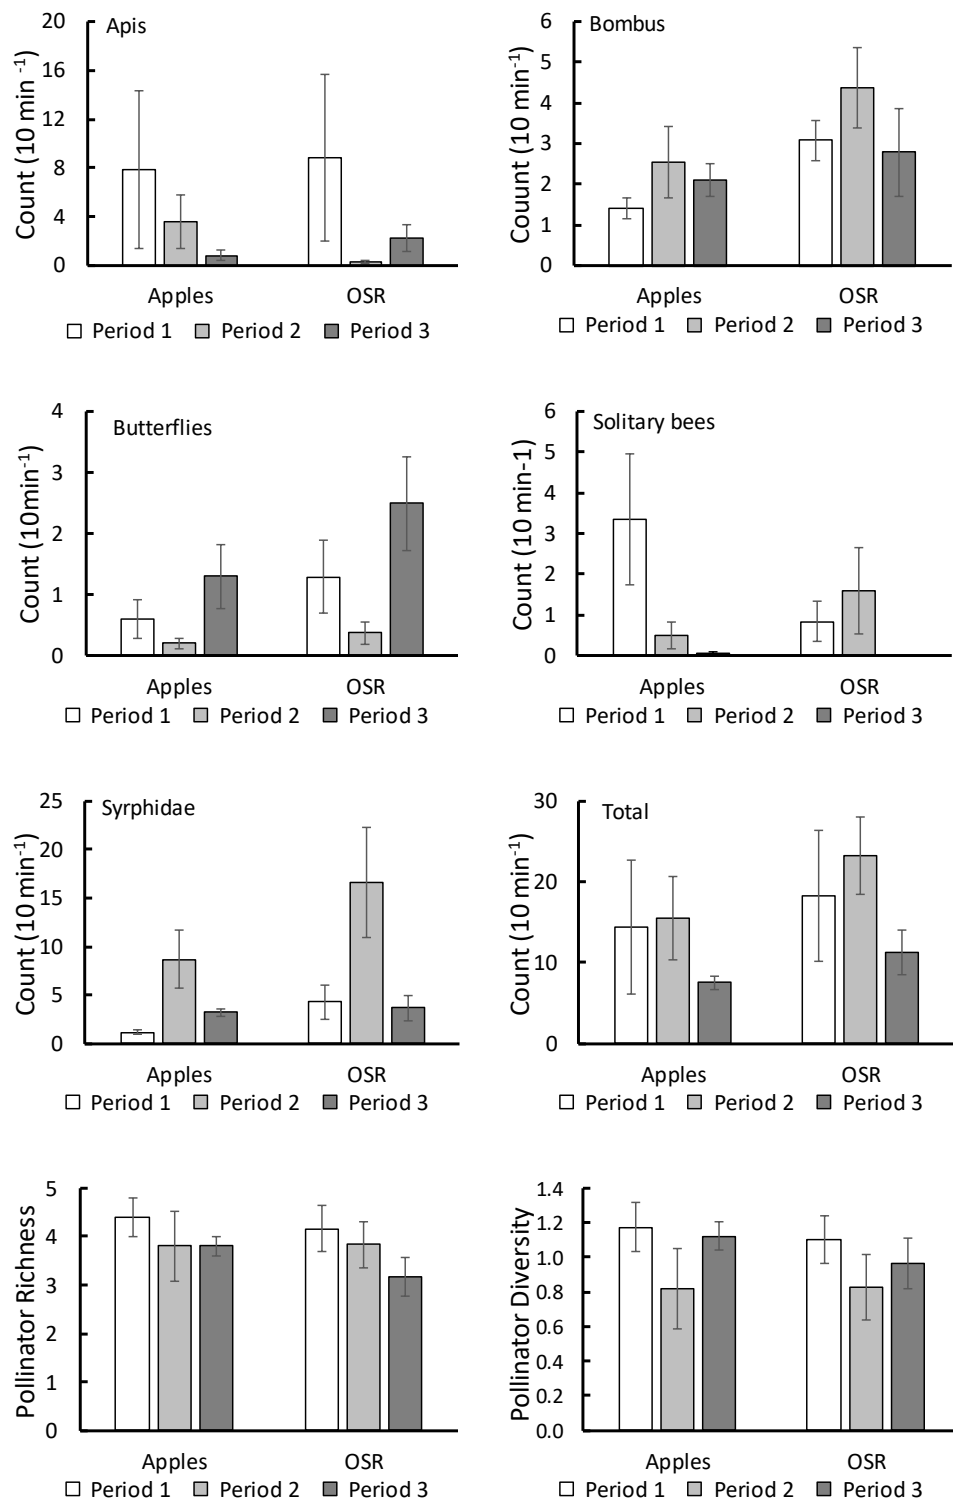 Apis
Count (10 min -1)
20
16
12
8
4
0
Apples OSR
Period 1 Period 2 Period 3
Bombus
Couunt (10 min-1)
6
5
4
3
2
1
0
Apples OSR
Period 1 Period 2 Period 3
Butterflies
Count (10min-1)
4
3
2
1
0
Apples OSR
Period 1 Period 2 Period 3
Solitary bees
Count (10 min-1)
6
5
4
3
2
1
0
Apples OSR
Period 1 Period 2 Period 3
Syrphidae
Count (10 min-1)
25
20
15
10
5
0
Apples OSR
Period 1 Period 2 Period 3
Total
Count (10 min-1)
30
20
10
0
Apples OSR
Period 1 Period 2 Period 3
Pollinator Richness
5
4
3
2
1
0
Apples OSR
Period 1 Period 2 Period 3
Pollinator Diversity
1.4
1.2
1.0
0.8
0.6
0.4
0.2
0.0
Apples OSR
Period 1 Period 2 Period 3